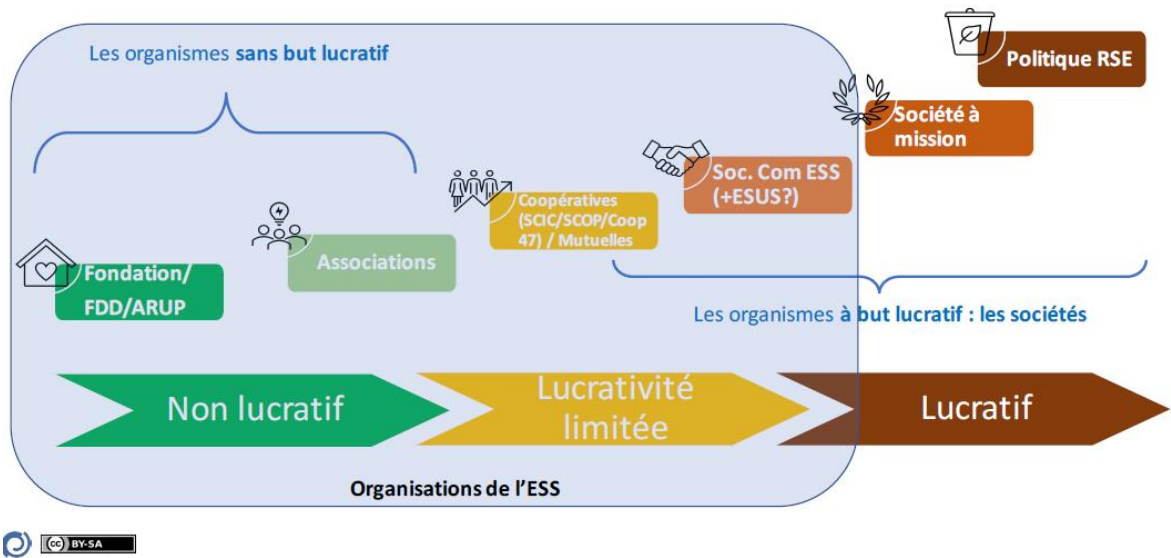 Les organismes sans but lucratif
Politique RSE
Société à
mission
Soc. Com ESS
(+ESUS?)
Coopératives
(SCIC/SCOP/Coop
47) / Mutuelles
Associations
Fondation/
FDD/ARUP
Les organismes à but lucratif : les sociétés
Non lucratif
Lucrativité
limitée
Lucratif
Organisations de l’ESS
cc BY-SA